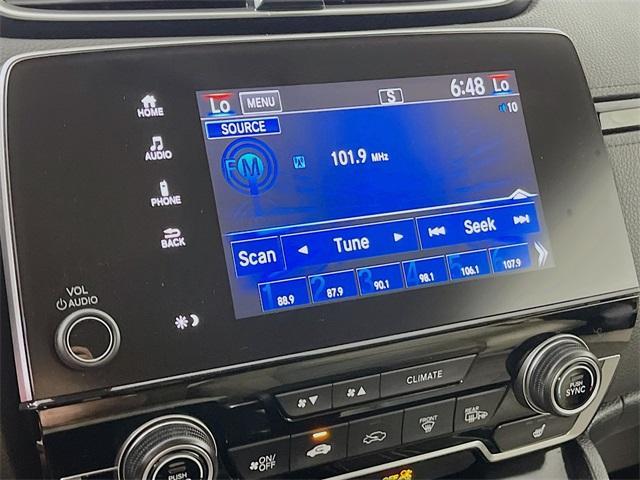 Lo MENU S 6:48 Lo
HOME
SOURCE
10
AUDIO
FM
101.9 MHz
PHONE
BACK
Scan
Tune
Seek
1 88.9
2 87.9
3 90.1
4 98.1
5 106.1
107.9
VOL
AUDIO
CLIMATE
PUSH
SYNC
FRONT
REAR
ON/
OFF
PUSH
OFF